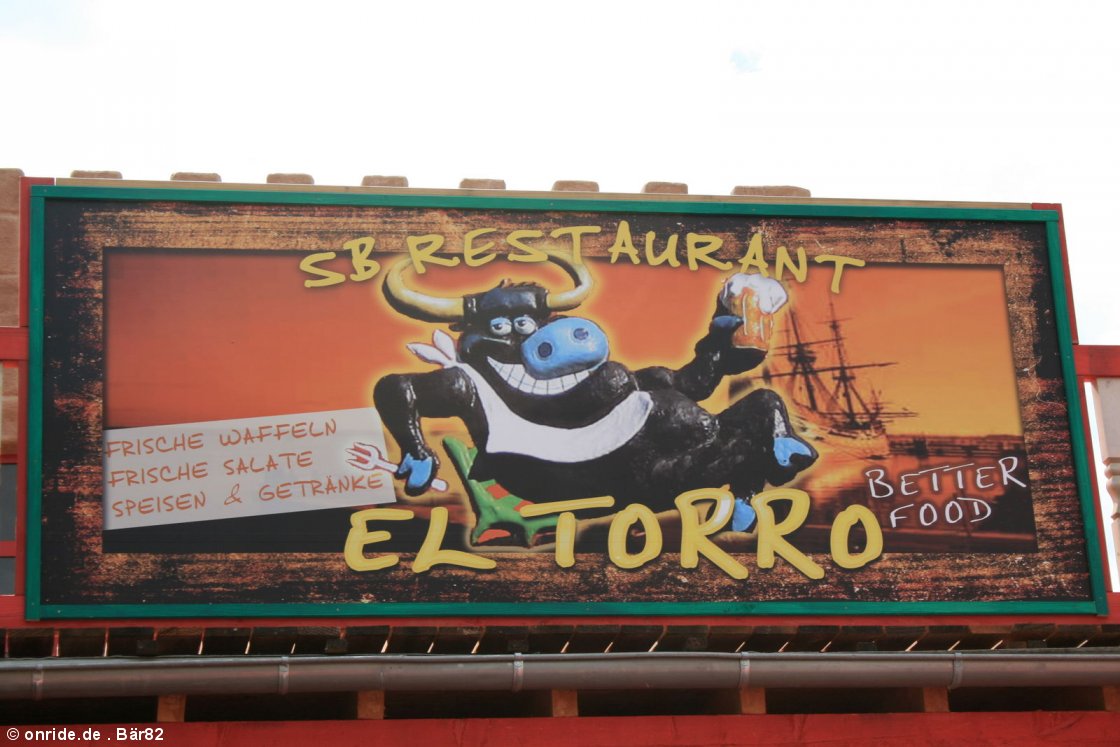 SB RESTAURANT
FRISCHE WAFFELN
FRISCHE SALATE
SPEISEN & GETRÄNKE
BETTER
FOOD
EL TORRO
© onride.de . Bär82